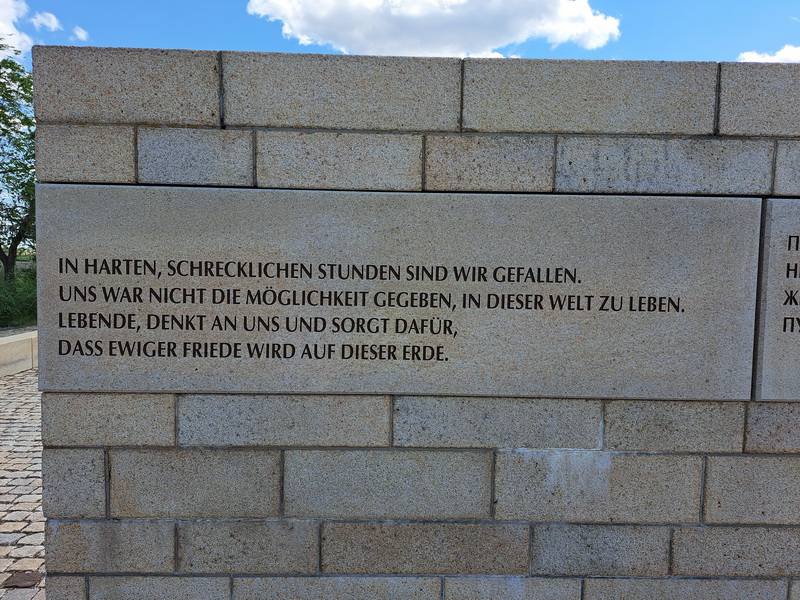 IN HARTEN, SCHRECKLICHEN STUNDEN SIND WIR GEFALLEN.
UNS WAR NICHT DIE MÖGLICHKEIT GEGEBEN, IN DIESER WELT ZU LEBEN.
LEBENDE, DENKT AN UNS UND SORGT DAFÜR,
DASS EWIGER FRIEDE WIRD AUF DIESER ERDE.